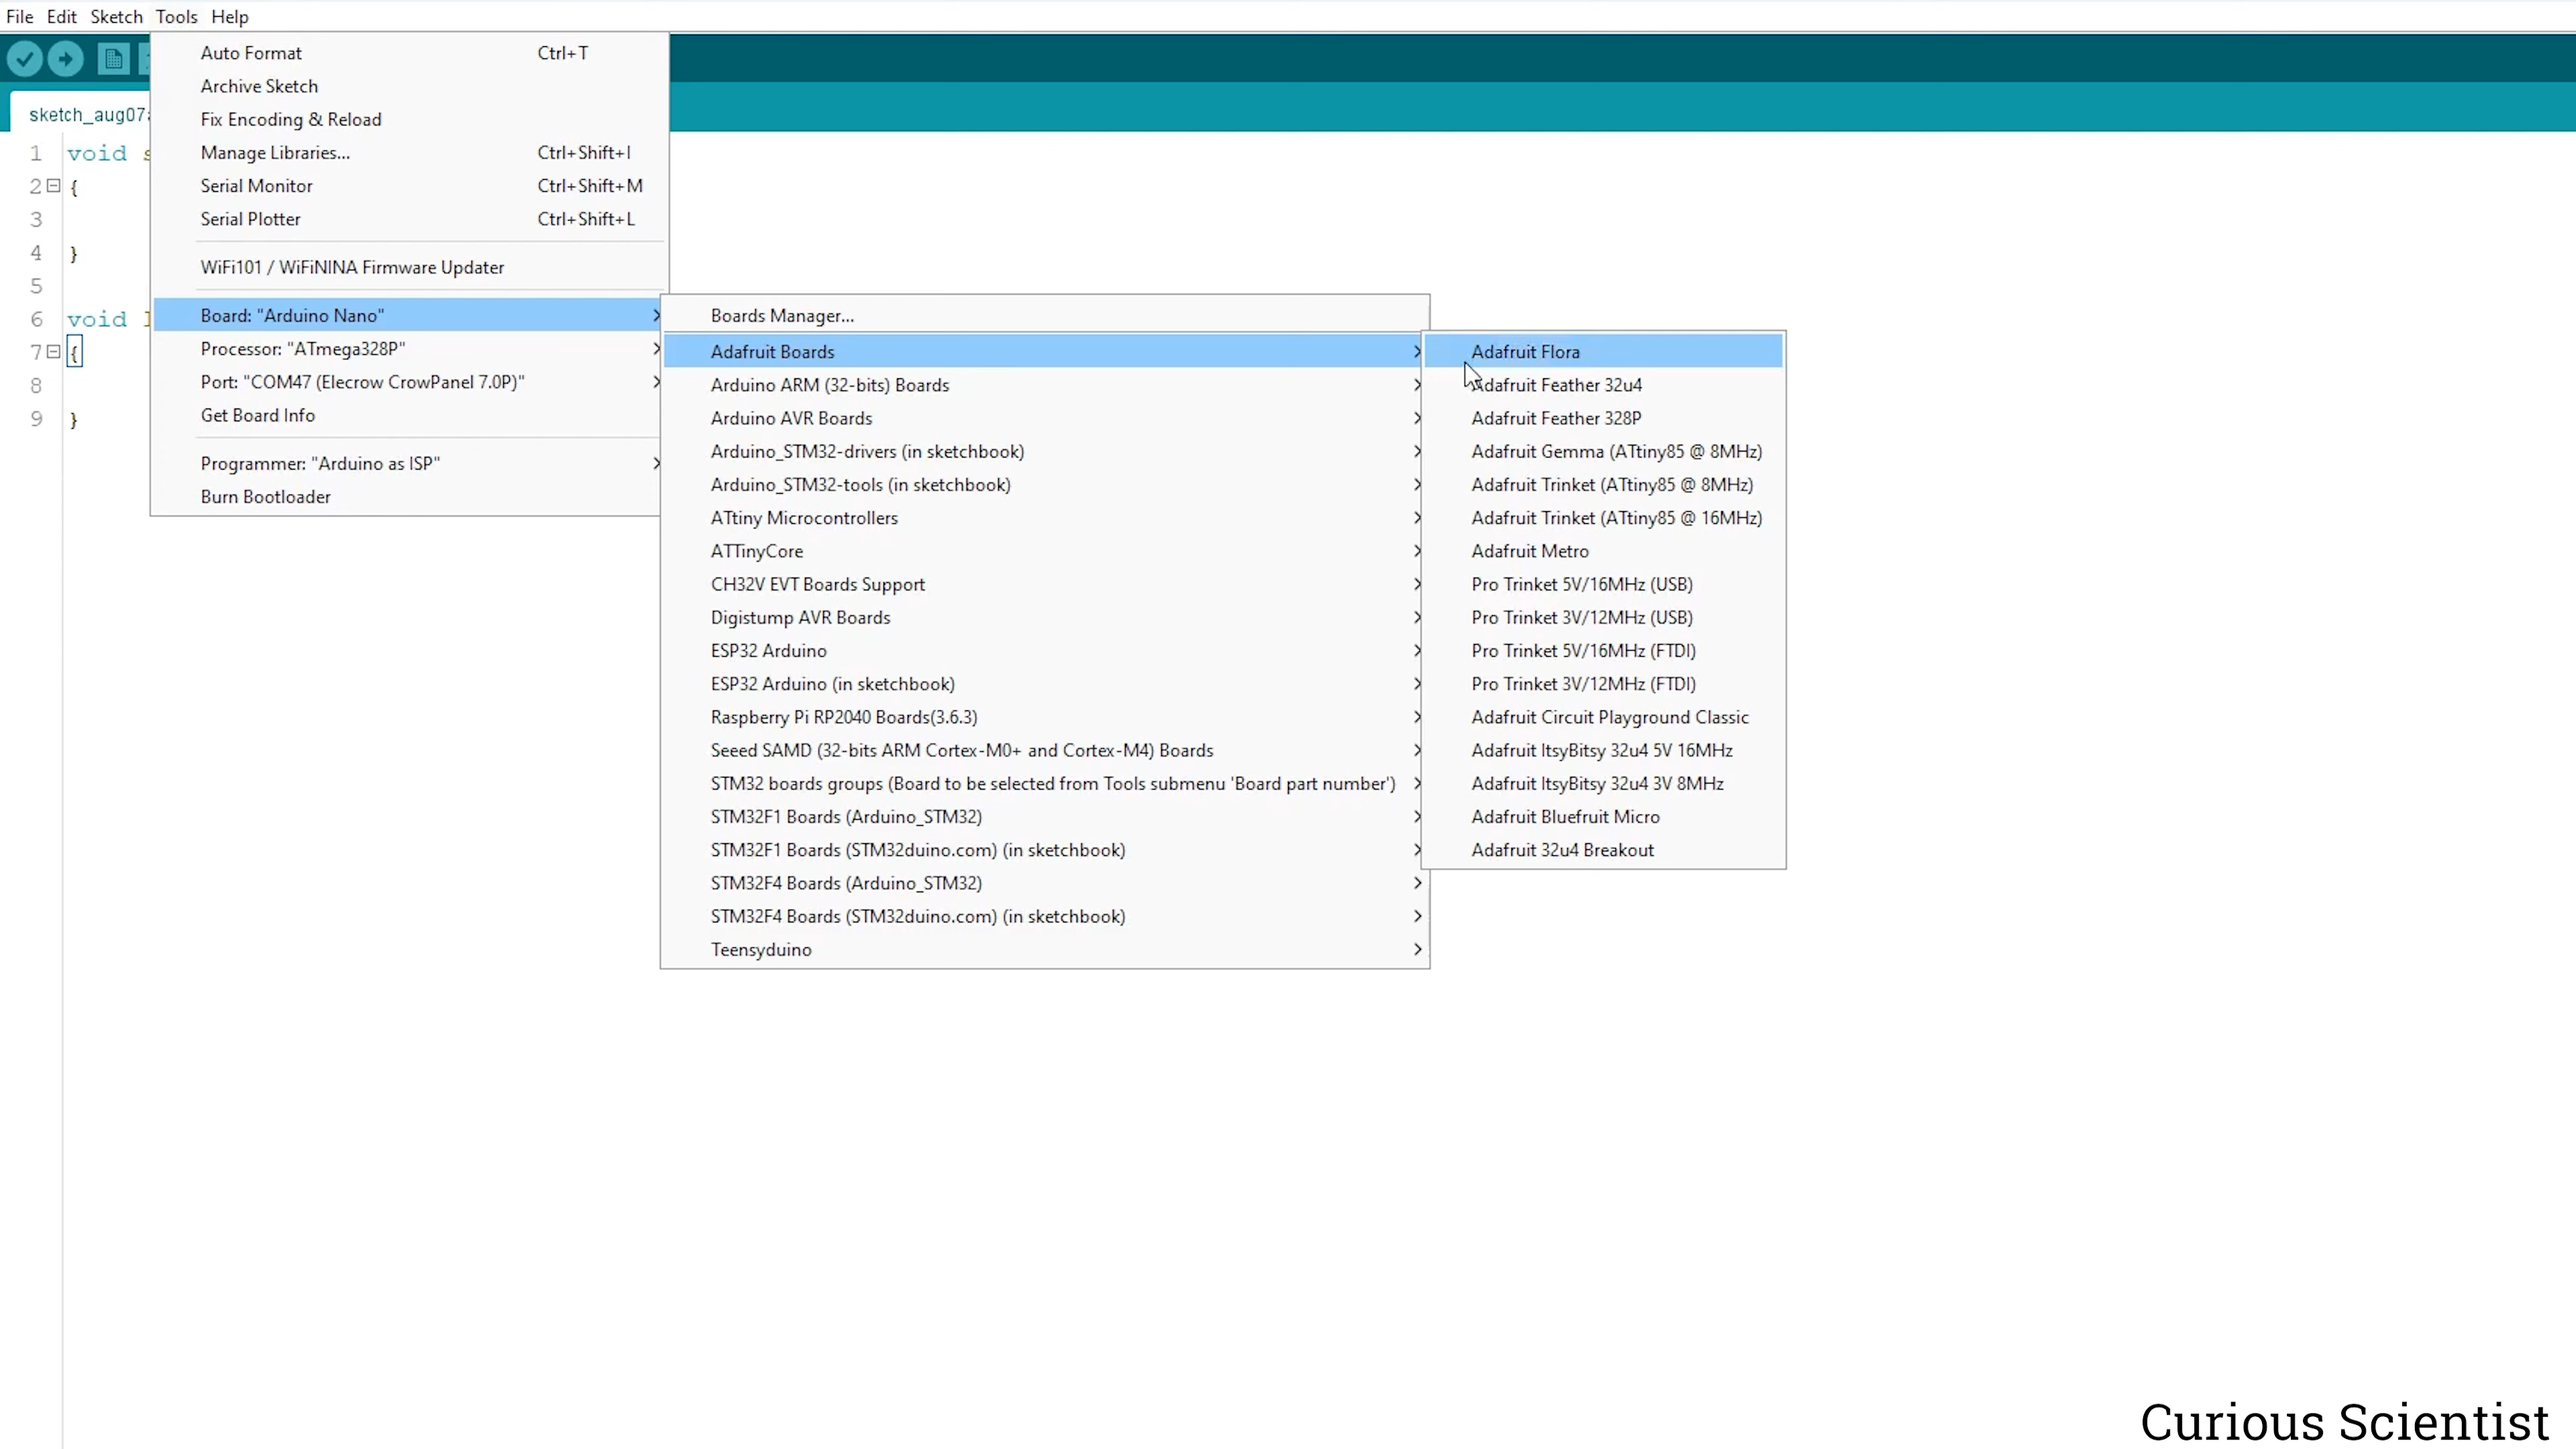 File Edit Sketch Tools Help
Auto Format Ctrl+T
Archive Sketch
Fix Encoding & Reload
Manage Libraries... Ctrl+Shift+I
Serial Monitor Ctrl+Shift+M
Serial Plotter Ctrl+Shift+L
WiFi101 / WiFiNINA Firmware Updater
Board: "Arduino Nano"
Processor: "ATmega328P"
Port: "COM47 (Elecrow CrowPanel 7.0P)"
Get Board Info
Programmer: "Arduino as ISP"
Burn Bootloader
sketch_aug07
1 void s
2 {
3
4 }
5
6 void l
7 {
8
9 }
Boards Manager...
Adafruit Boards
Arduino ARM (32-bits) Boards
Arduino AVR Boards
Arduino_STM32-drivers (in sketchbook)
Arduino_STM32-tools (in sketchbook)
ATtiny Microcontrollers
ATTinyCore
CH32V EVT Boards Support
Digistump AVR Boards
ESP32 Arduino
ESP32 Arduino (in sketchbook)
Raspberry Pi RP2040 Boards(3.6.3)
Seeed SAMD (32-bits ARM Cortex-M0+ and Cortex-M4) Boards
STM32 boards groups (Board to be selected from Tools submenu 'Board part number')
STM32F1 Boards (Arduino_STM32)
STM32F1 Boards (STM32duino.com) (in sketchbook)
STM32F4 Boards (Arduino_STM32)
STM32F4 Boards (STM32duino.com) (in sketchbook)
Teensyduino
Adafruit Flora
Adafruit Feather 32u4
Adafruit Feather 328P
Adafruit Gemma (ATtiny85 @ 8MHz)
Adafruit Trinket (ATtiny85 @ 8MHz)
Adafruit Trinket (ATtiny85 @ 16MHz)
Adafruit Metro
Pro Trinket 5V/16MHz (USB)
Pro Trinket 3V/12MHz (USB)
Pro Trinket 5V/16MHz (FTDI)
Pro Trinket 3V/12MHz (FTDI)
Adafruit Circuit Playground Classic
Adafruit ItsyBitsy 32u4 5V 16MHz
Adafruit ItsyBitsy 32u4 3V 8MHz
Adafruit Bluefruit Micro
Adafruit 32u4 Breakout
Curious Scientist